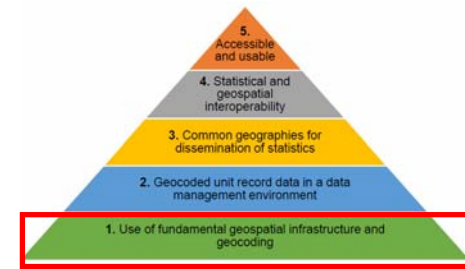 5.
Accessible
and usable
4. Statistical and
geospatial
interoperability
3. Common geographies for
dissemination of statistics
2. Geocoded unit record data in a data
management environment
1. Use of fundamental geospatial infrastructure and
geocoding